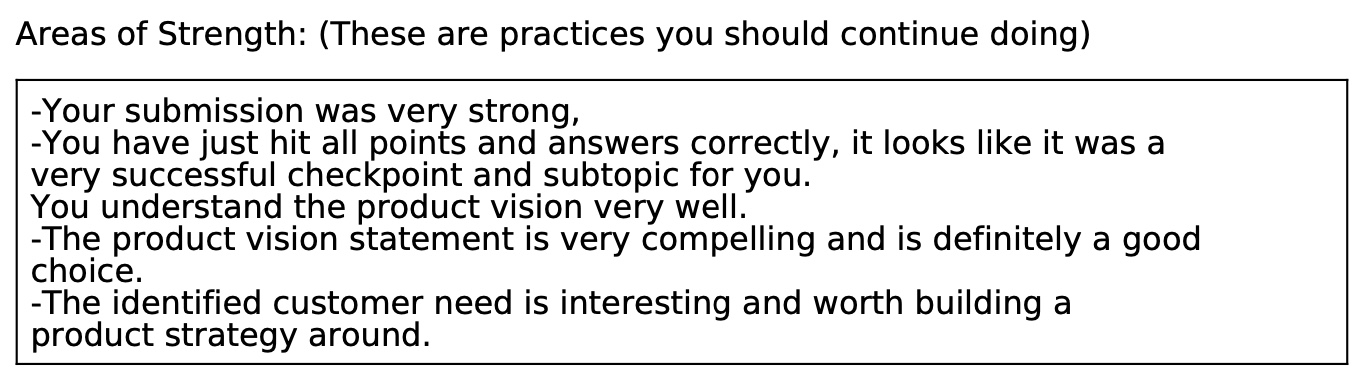 Areas of Strength: (These are practices you should continue doing)
-Your submission was very strong,
-You have just hit all points and answers correctly, it looks like it was a
very successful checkpoint and subtopic for you.
You understand the product vision very well.
-The product vision statement is very compelling and is definitely a good
choice.
-The identified customer need is interesting and worth building a
product strategy around.